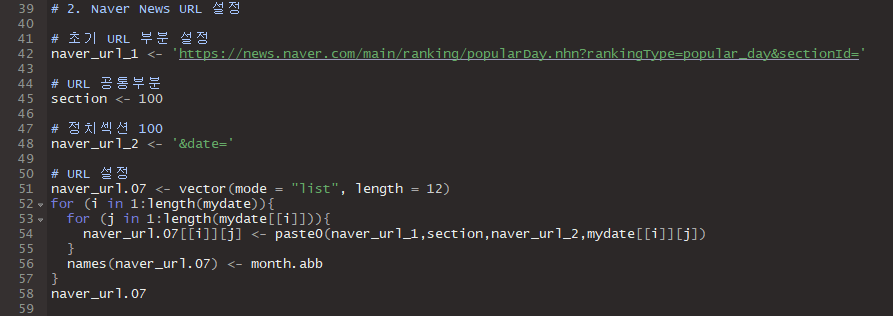 39 # 2. Naver News URL 설정
40
41 # 초기 URL 부분 설정
42 naver_url_1 <- 'https://news.naver.com/main/ranking/popularDay.nhn?rankingType=popular_day&sectionId='
43
44 # URL 공통부분
45 section <- 100
46
47 # 정치섹션 100
48 naver_url_2 <- '&date='
49
50 # URL 설정
51 naver_url.07 <- vector(mode = "list", length = 12)
52 for (i in 1:length(mydate)){
53   for (j in 1:length(mydate[[i]])){
54     naver_url.07[[i]][j] <- paste0(naver_url_1,section,naver_url_2,mydate[[i]][j])
55   }
56   names(naver_url.07) <- month.abb
57 }
58 naver_url.07
59